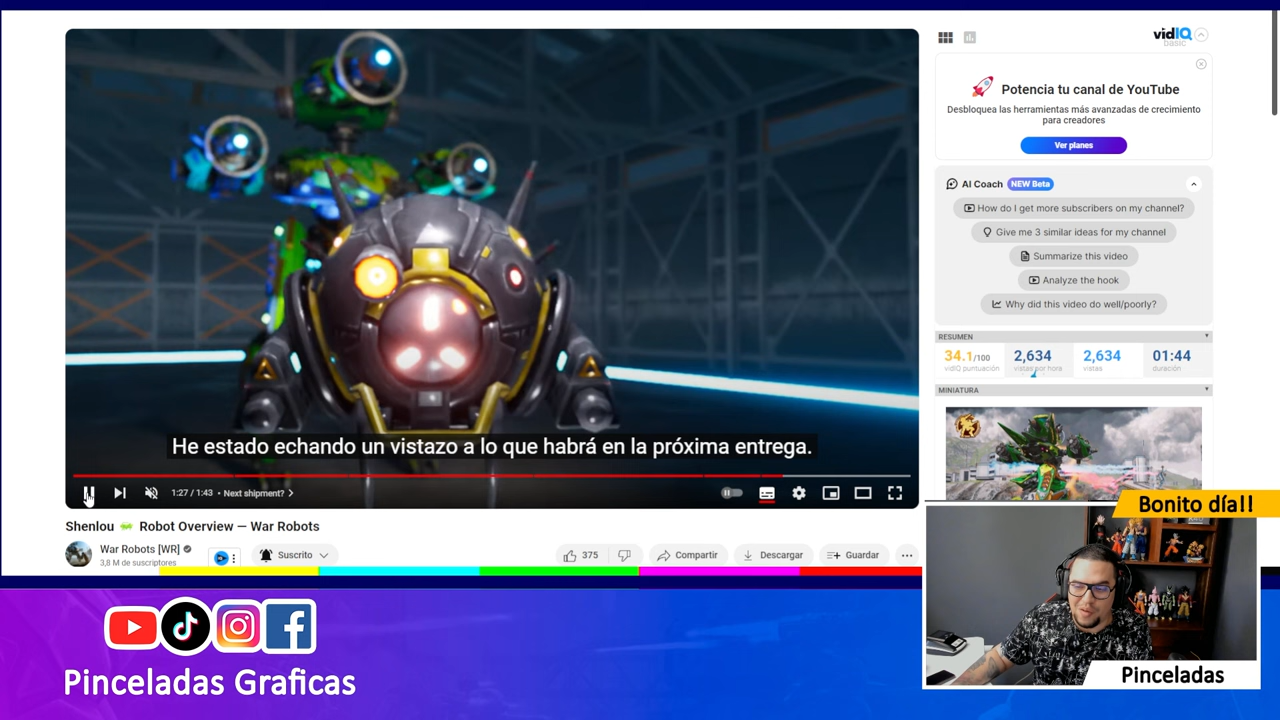 He estado echando un vistazo a lo que habrá en la próxima entrega.
1:27 / 1:43 • Next shipment?
Shenlou Robot Overview — War Robots
War Robots [WR]
3,8 M de suscriptores
Suscrito
375
Compartir
Descargar
Guardar
vidIQ
basic
Potencia tu canal de YouTube
Desbloquea las herramientas más avanzadas de crecimiento
para creadores
Ver planes
AI Coach NEW Beta
How do I get more subscribers on my channel?
Give me 3 similar ideas for my channel
Summarize this video
Analyze the hook
Why did this video do well/poorly?
RESUMEN
34.1/100 2,634 2,634 01:44
vidIQ puntuación vistas por hora vistas duración
MINIATURA
Bonito día!!
Pinceladas
Pinceladas Graficas